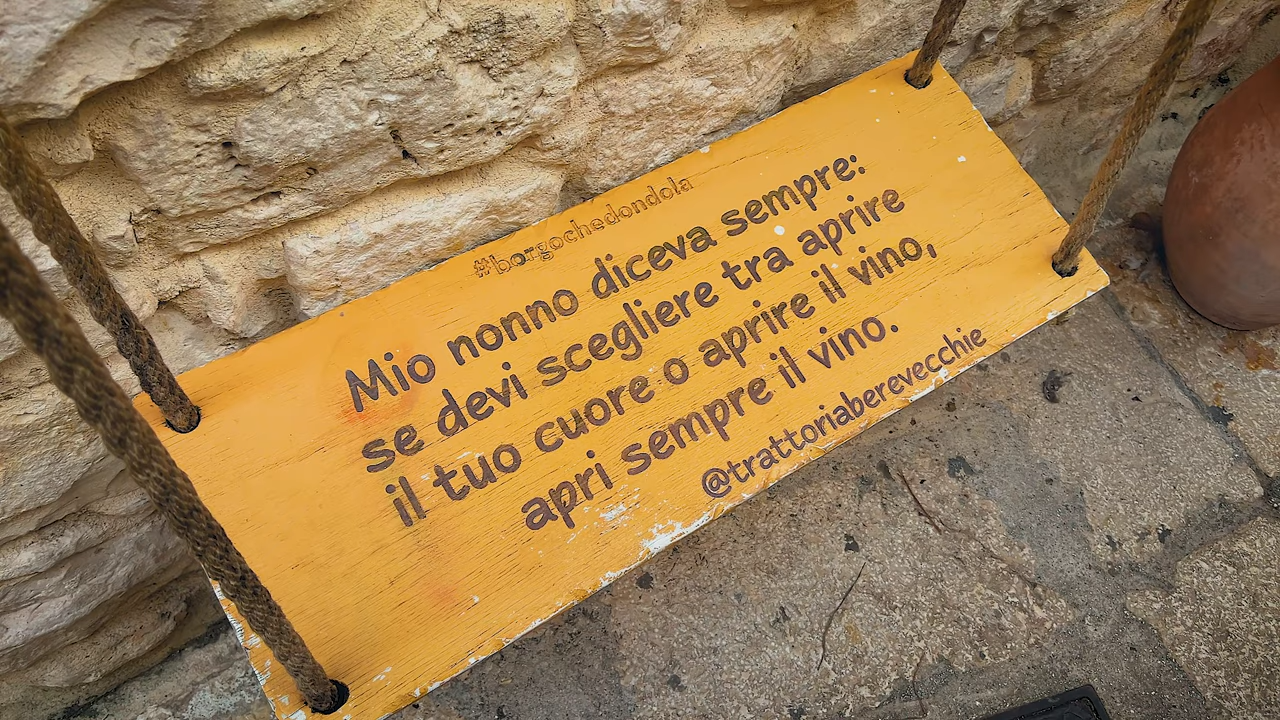 #borgochedondola
Mio nonno diceva sempre:
se devi scegliere tra aprire
il tuo cuore o aprire il vino,
apri sempre il vino.
@trattoriaberevecchie